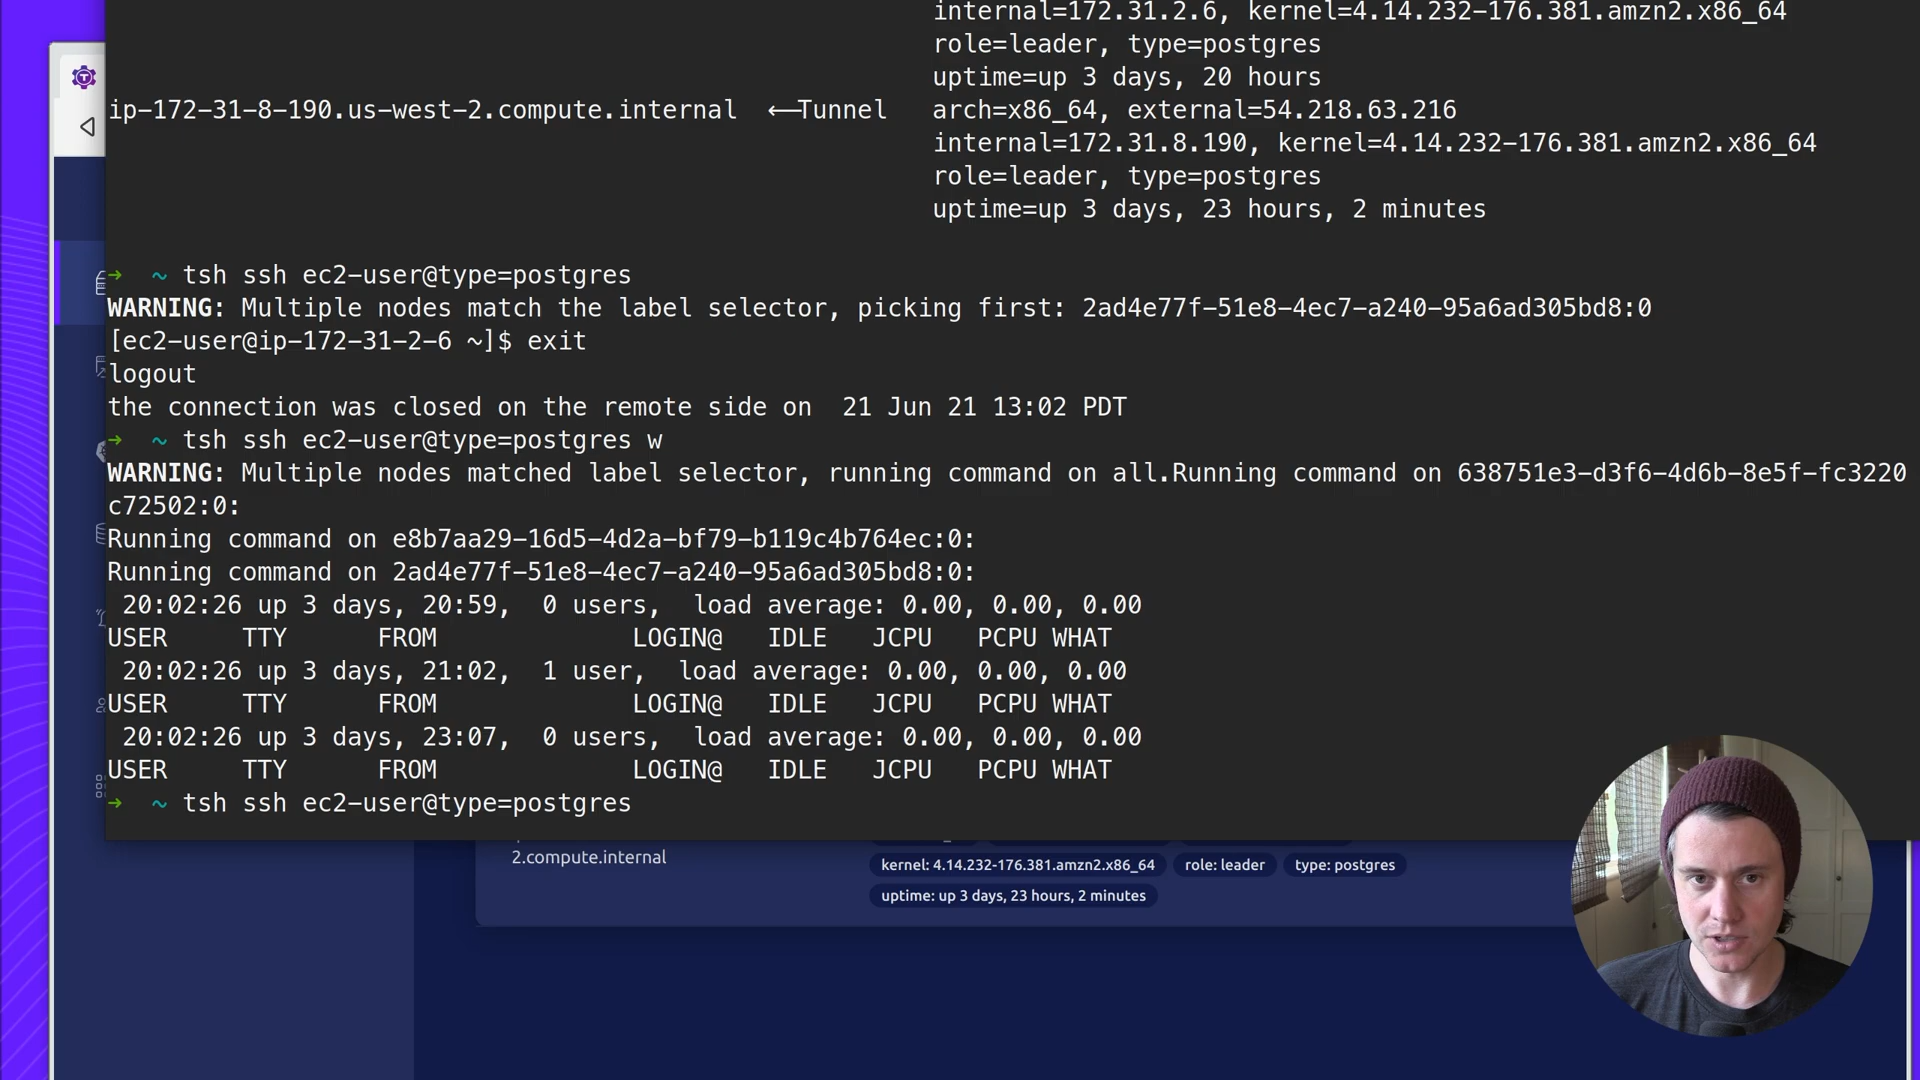 internal=172.31.2.6, kernel=4.14.232-176.381.amzn2.x86_64
role=leader, type=postgres
uptime=up 3 days, 20 hours
ip-172-31-8-190.us-west-2.compute.internal ⟵Tunnel arch=x86_64, external=54.218.63.216
internal=172.31.8.190, kernel=4.14.232-176.381.amzn2.x86_64
role=leader, type=postgres
uptime=up 3 days, 23 hours, 2 minutes
→ ~ tsh ssh ec2-user@type=postgres
WARNING: Multiple nodes match the label selector, picking first: 2ad4e77f-51e8-4ec7-a240-95a6ad305bd8:0
[ec2-user@ip-172-31-2-6 ~]$ exit
logout
the connection was closed on the remote side on  21 Jun 21 13:02 PDT
→ ~ tsh ssh ec2-user@type=postgres w
WARNING: Multiple nodes matched label selector, running command on all.Running command on 638751e3-d3f6-4d6b-8e5f-fc3220
c72502:0:
Running command on e8b7aa29-16d5-4d2a-bf79-b119c4b764ec:0:
Running command on 2ad4e77f-51e8-4ec7-a240-95a6ad305bd8:0:
20:02:26 up 3 days, 20:59,  0 users,  load average: 0.00, 0.00, 0.00
USER TTY FROM LOGIN@ IDLE JCPU PCPU WHAT
20:02:26 up 3 days, 21:02,  1 user,  load average: 0.00, 0.00, 0.00
USER TTY FROM LOGIN@ IDLE JCPU PCPU WHAT
20:02:26 up 3 days, 23:07,  0 users,  load average: 0.00, 0.00, 0.00
USER TTY FROM LOGIN@ IDLE JCPU PCPU WHAT
→ ~ tsh ssh ec2-user@type=postgres
2.compute.internal
kernel: 4.14.232-176.381.amzn2.x86_64 role: leader type: postgres
uptime: up 3 days, 23 hours, 2 minutes